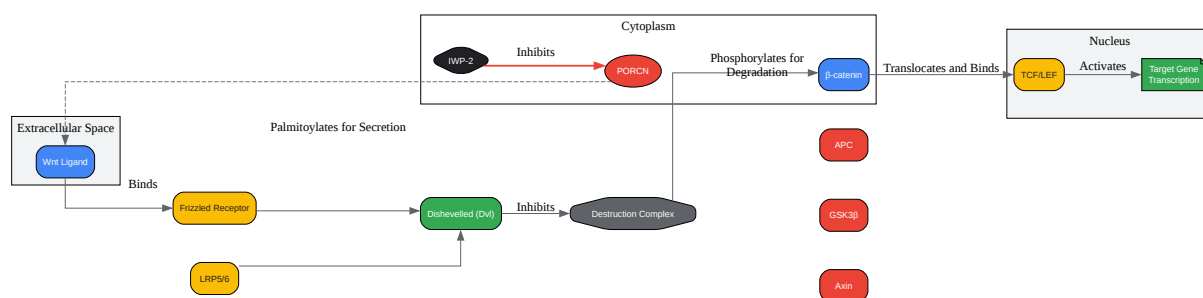 Cytoplasm
IWP-2
Inhibits
PORCN
Phosphorylates for
Degradation
β-catenin
Translocates and Binds
Nucleus
TCF/LEF
Activates
Target Gene
Transcription
Extracellular Space
Wnt Ligand
Palmitoylates for Secretion
APC
Binds
Frizzled Receptor
Dishevelled (Dvl)
Inhibits
Destruction Complex
GSK3β
LRP5/6
Axin